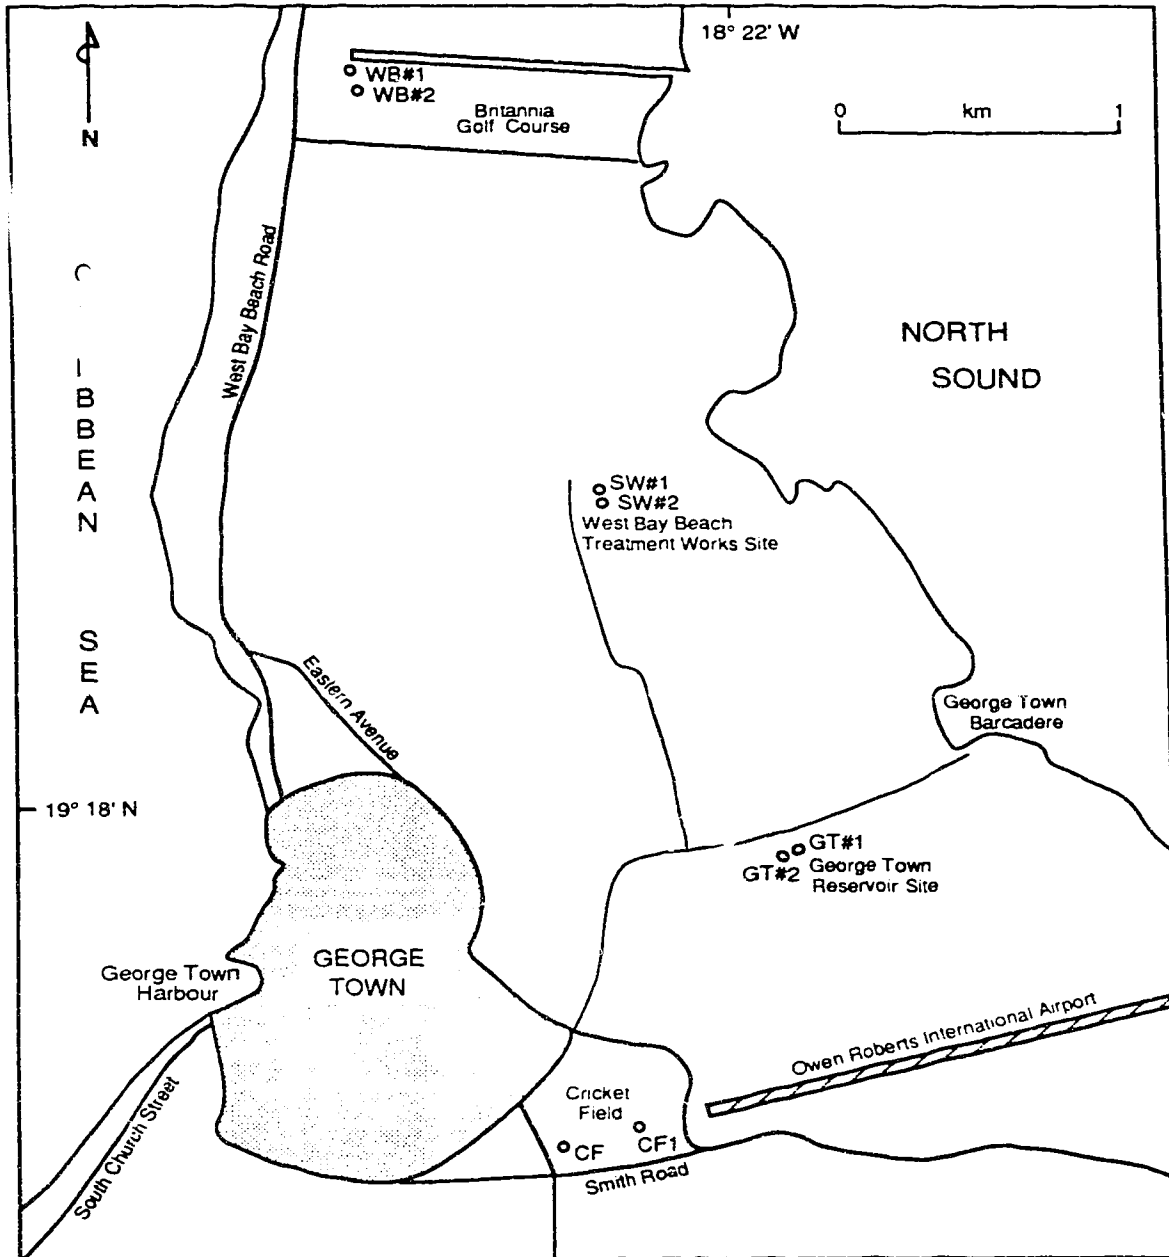 18° 22' W
WB#1
WB#2
Britannia
Golf Course
0 km 1
N
C
I
B
B
E
A
N
S
E
A
West Bay Beach Road
NORTH
SOUND
SW#1
SW#2
West Bay Beach
Treatment Works Site
Eastern Avenue
George Town
Barcadere
19° 18' N
GT#1
GT#2
George Town
Reservoir Site
GEORGE
TOWN
George Town
Harbour
Owen Roberts International Airport
Cricket
Field
CF
CF1
Smith Road
South Church Street